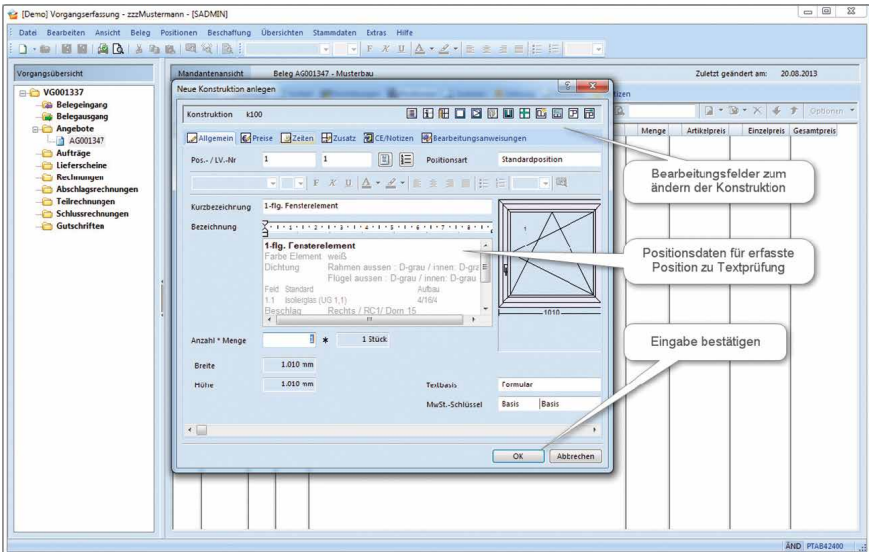 [Demo] Vorgangserfassung - zzzMustermann - [SADMIN]
Datei Bearbeiten Ansicht Beleg Positionen Beschaffung Übersichten Stammdaten Extras Hilfe
F X U
Vorgangsübersicht
VG001337
Belegeingang
Belegausgang
Angebote
AG001347
Aufträge
Lieferscheine
Rechnungen
Abschlagsrechnungen
Teilrechnungen
Schlussrechnungen
Gutschriften
Mandantenansicht Beleg AG001347 - Musterbau Zuletzt geändert am: 20.08.2013
Optionen
Menge Artikelpreis Einzelpreis Gesamtpreis
Neue Konstruktion anlegen
Konstruktion k100
Allgemein Preise Zeiten Zusatz CE/Notizen Bearbeitungsanweisungen
Pos.- / LV.-Nr 1 1 Positionsart Standardposition
F X U
Kurzbezeichnung 1-flg. Fensterelement
Bezeichnung
1-flg. Fensterelement
Farbe Element weiß
Dichtung Rahmen aussen : D-grau / innen: D-gra
Flügel aussen : D-grau / innen: D-grau
Feld Standard Aufbau
1.1 Isolierglas (UG 1,1) 4/16/4
Beschlag Rechts / RC1/ Dorn 15
1
1010
Anzahl * Menge 1 * 1 Stück
Breite 1.010 mm
Höhe 1.010 mm
Textbasis Formular
MwSt.-Schlüssel Basis Basis
OK Abbrechen
Bearbeitungsfelder zum
ändern der Konstruktion
Positionsdaten für erfasste
Position zu Textprüfung
Eingabe bestätigen
ÄND PTAB42400